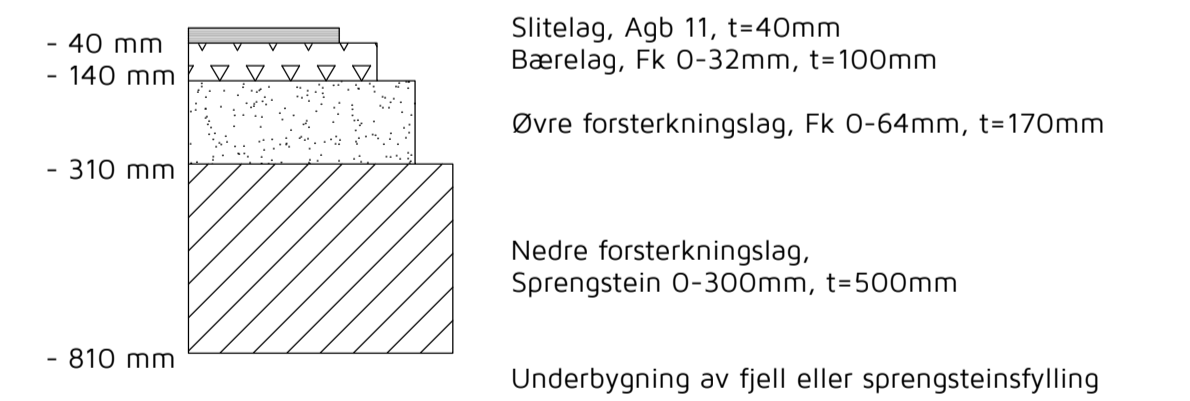 Slitelag, Agb 11, t=40mm
- 40 mm
Bærelag, Fk 0-32mm, t=100mm
- 140 mm
Øvre forsterkningslag, Fk 0-64mm, t=170mm
- 310 mm
Nedre forsterkningslag,
Sprengstein 0-300mm, t=500mm
- 810 mm
Underbygning av fjell eller sprengsteinsfylling